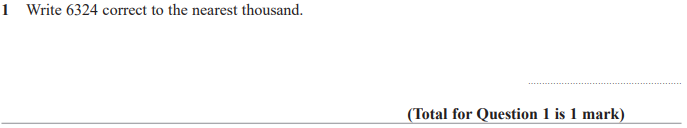 1 Write 6324 correct to the nearest thousand.
(Total for Question 1 is 1 mark)